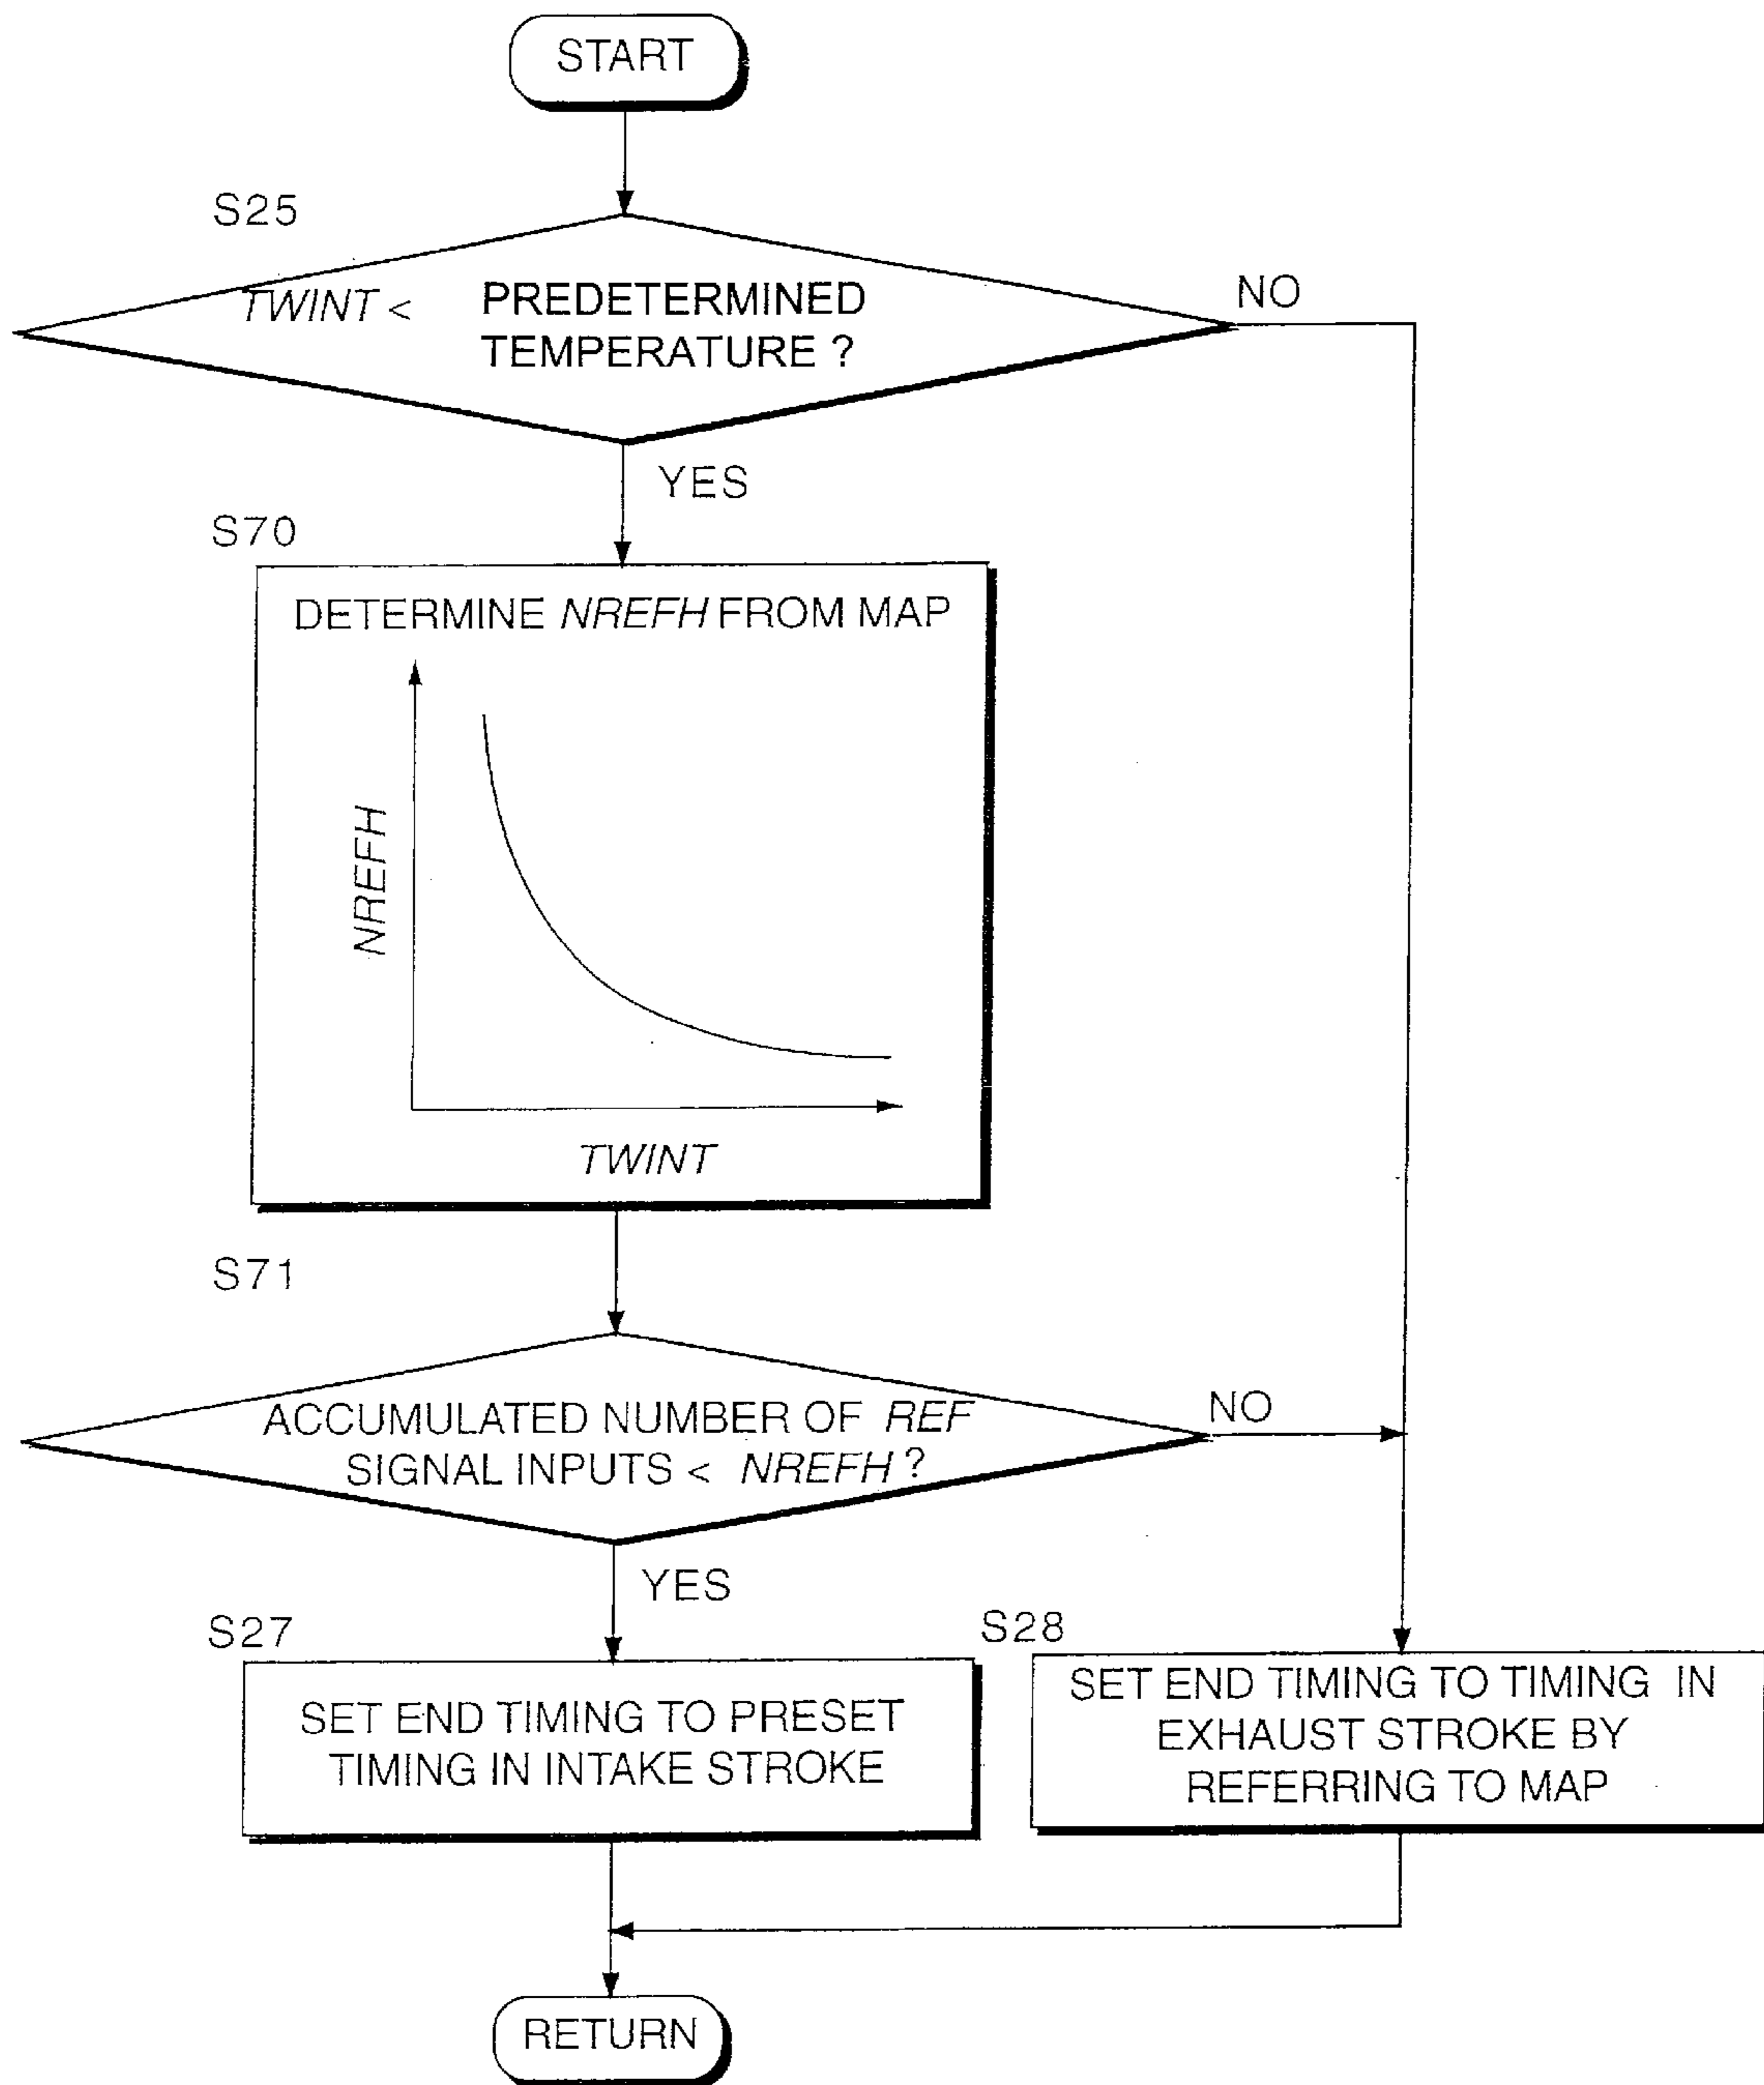 START
S25
TWINT < PREDETERMINED
TEMPERATURE ?
NO
YES
S70
DETERMINE NREFH FROM MAP
NREFH
TWINT
S71
ACCUMULATED NUMBER OF REF
SIGNAL INPUTS < NREFH ?
NO
YES
S27
SET END TIMING TO PRESET
TIMING IN INTAKE STROKE
S28
SET END TIMING TO TIMING IN
EXHAUST STROKE BY
REFERRING TO MAP
RETURN